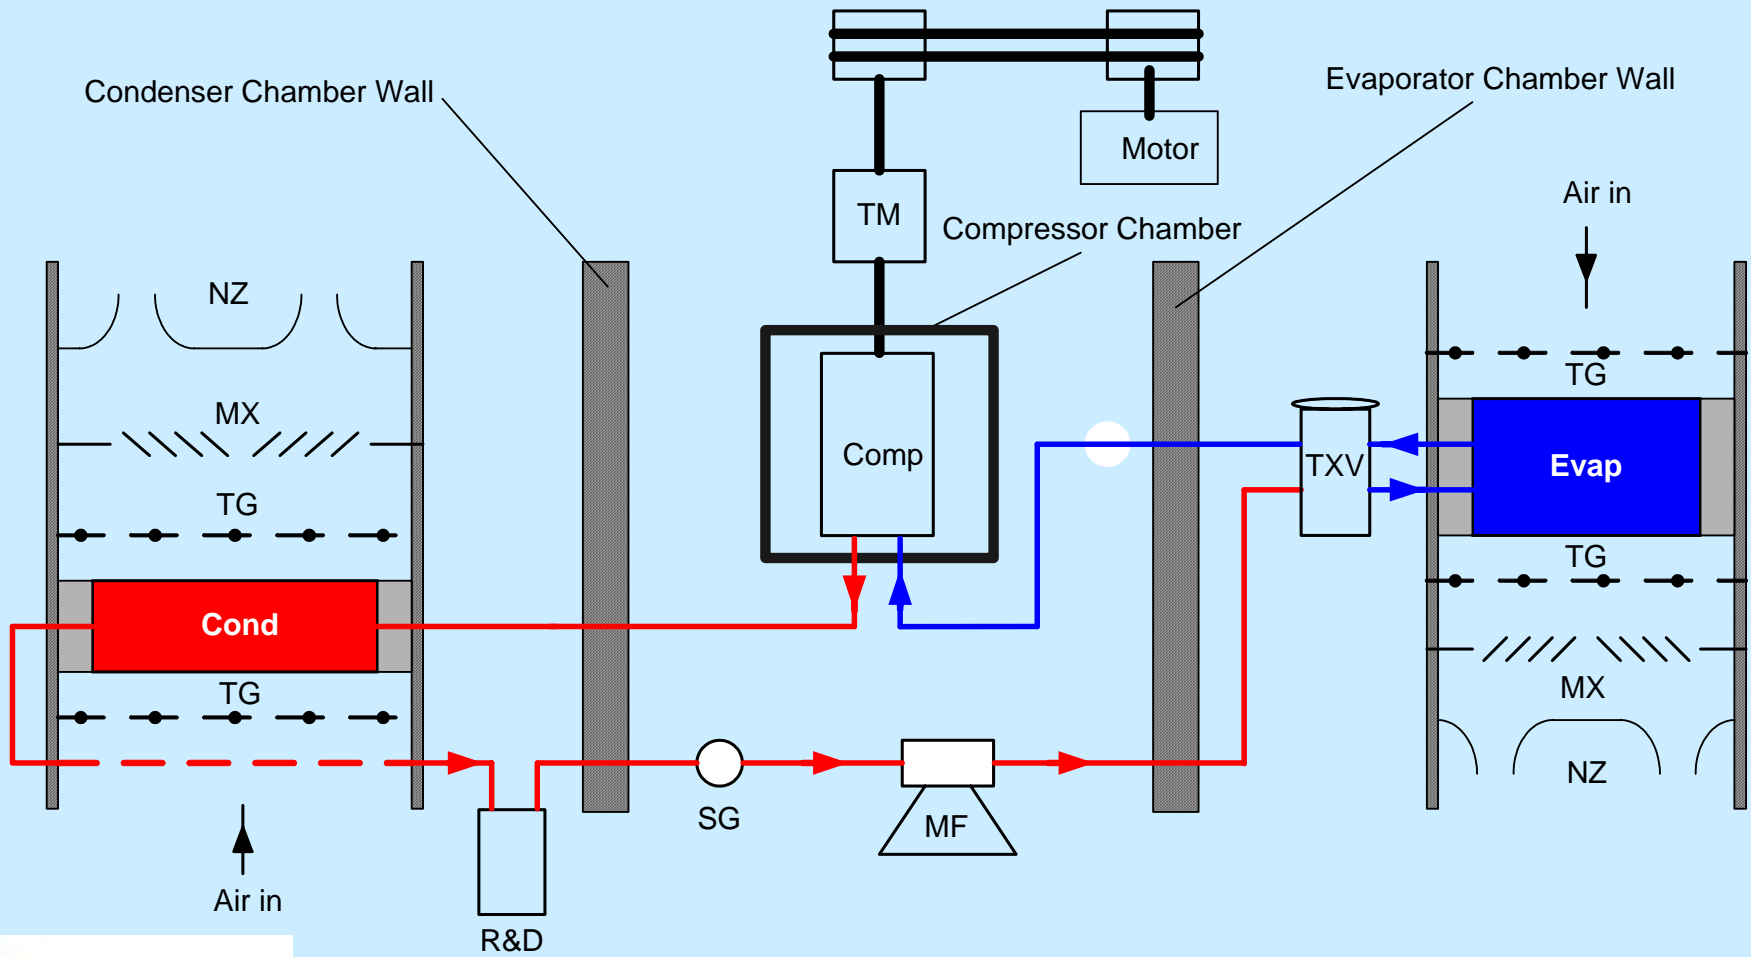 Condenser Chamber Wall
Evaporator Chamber Wall
Motor
Air in
TM
Compressor Chamber
NZ
TG
MX
Comp
TXV
Evap
TG
TG
Cond
TG
MX
NZ
SG
MF
Air in
R&D